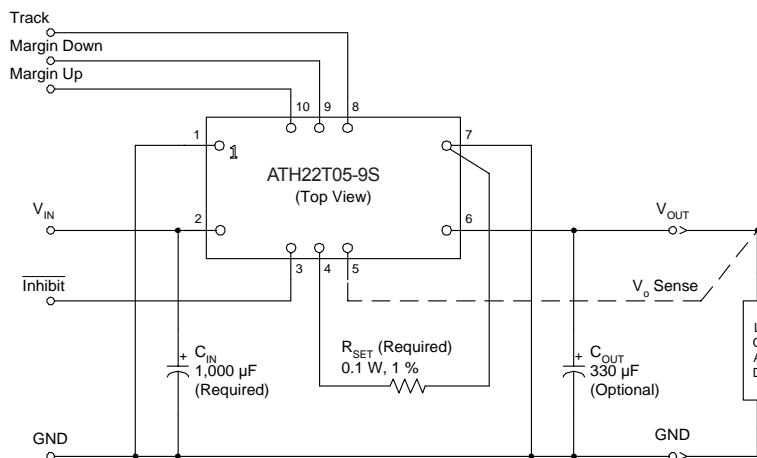 Track
Margin Down
Margin Up
10 9 8
1
7
1
ATH22T05-9S
(Top View)
VIN
2
6
VOUT
3 4 5
Inhibit
Vo Sense
+
CIN
1,000 µF
(Required)
RSET (Required)
0.1 W, 1 %
+
COUT
330 µF
(Optional)
L
O
A
D
GND
GND